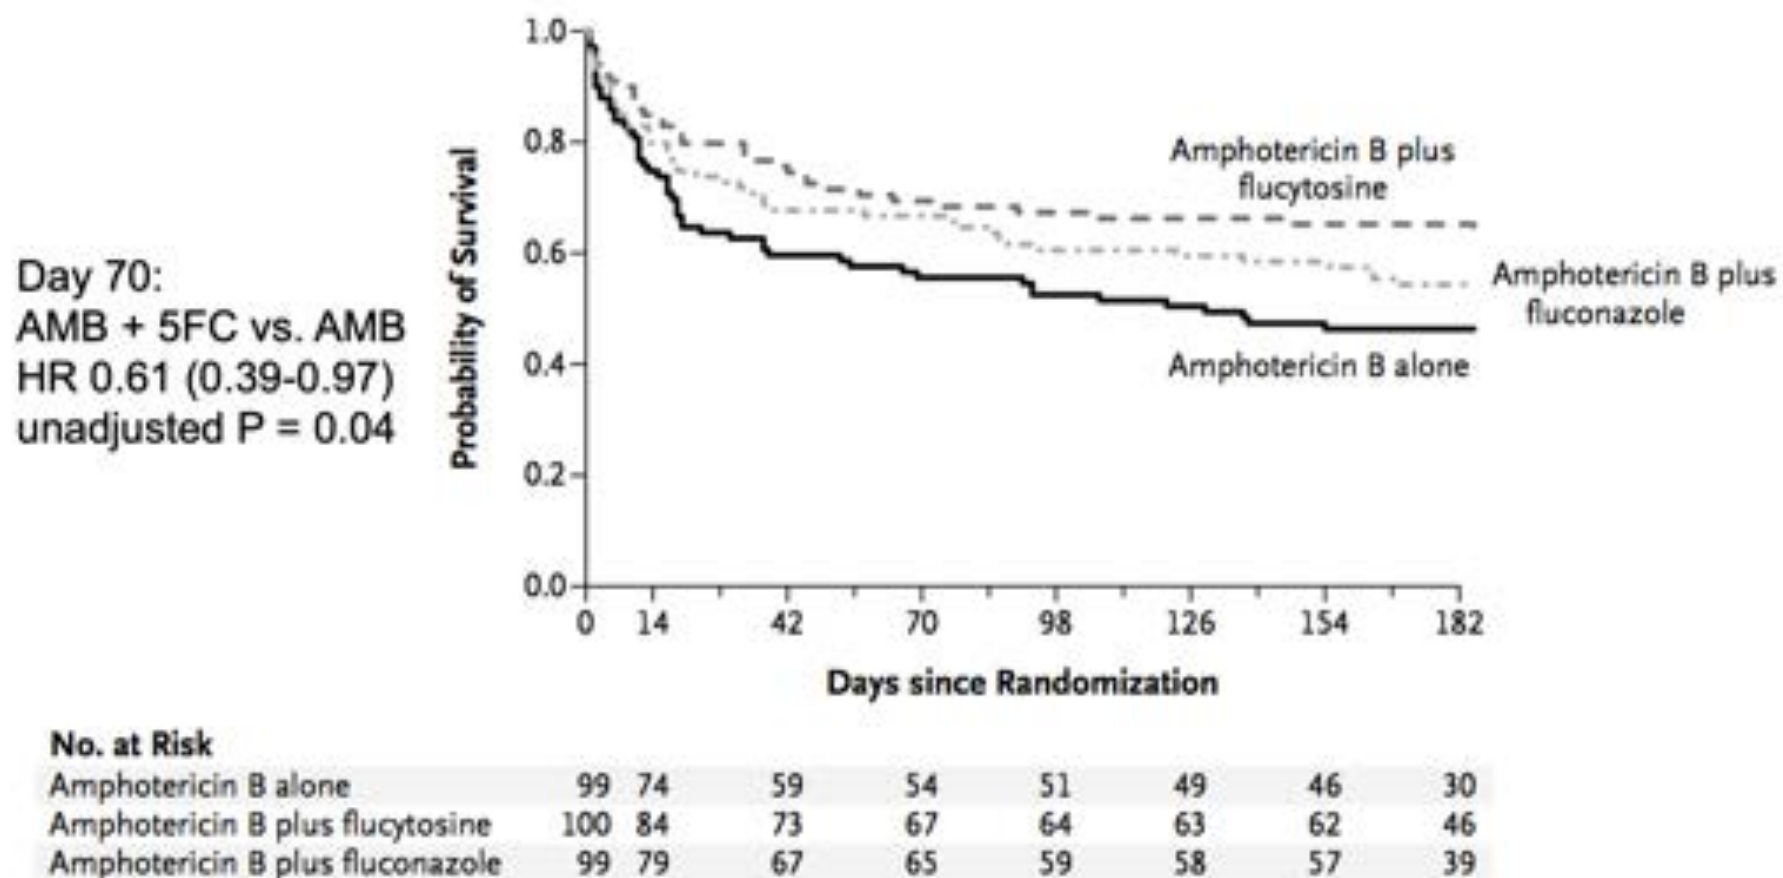 1.0
0.8
0.6
0.4
0.2
0.0
Probability of Survival
Amphotericin B plus
flucytosine
Amphotericin B plus
fluconazole
Amphotericin B alone
Day 70:
AMB + 5FC vs. AMB
HR 0.61 (0.39-0.97)
unadjusted P = 0.04
0 14 42 70 98 126 154 182
Days since Randomization
No. at Risk
Amphotericin B alone 99 74 59 54 51 49 46 30
Amphotericin B plus flucytosine 100 84 73 67 64 63 62 46
Amphotericin B plus fluconazole 99 79 67 65 59 58 57 39